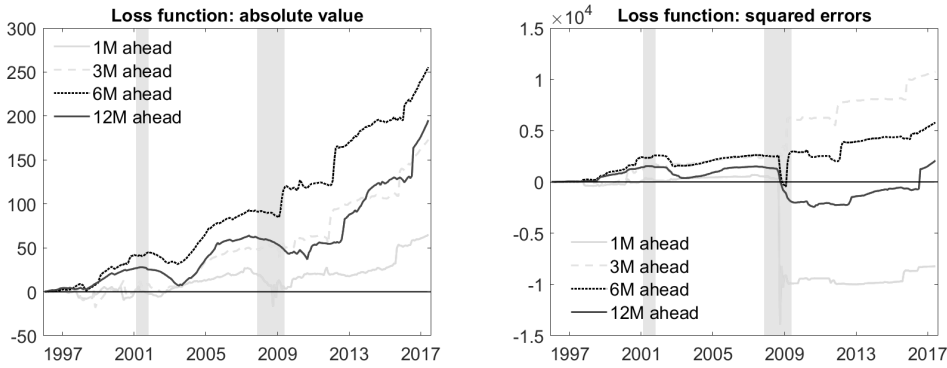 Loss function: absolute value
300
250
200
150
100
50
0
-50
1M ahead
3M ahead
6M ahead
12M ahead
1997 2001 2005 2009 2013 2017
Loss function: squared errors
×10⁴
1.5
1
0.5
0
-0.5
-1
-1.5
1M ahead
3M ahead
6M ahead
12M ahead
1997 2001 2005 2009 2013 2017